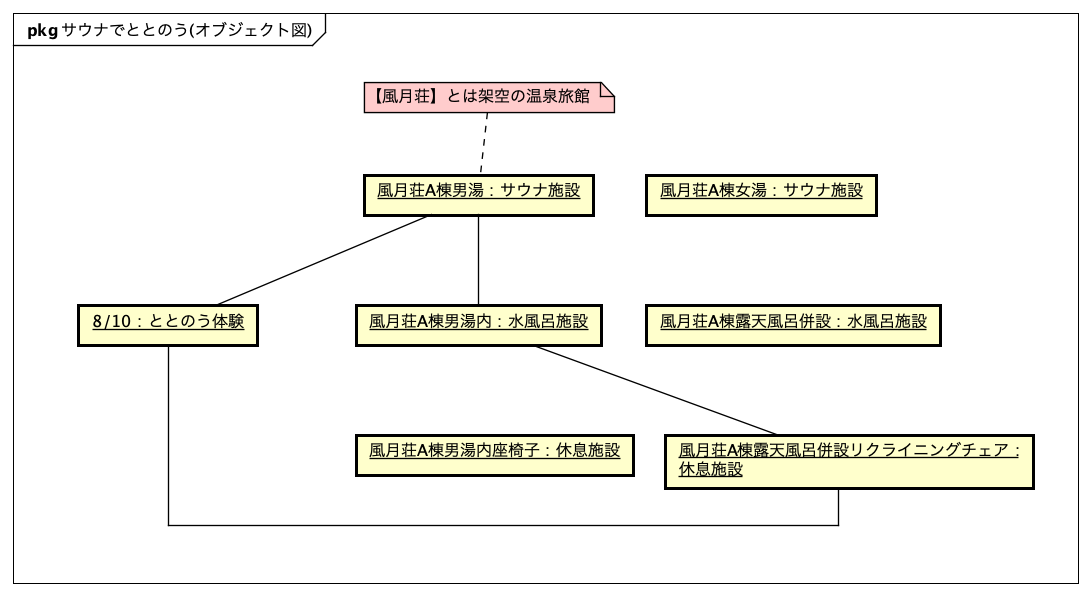 pkg サウナでととのう(オブジェクト図)
【風月荘】とは架空の温泉旅館
風月荘A棟男湯：サウナ施設
風月荘A棟女湯：サウナ施設
8/10：ととのう体験
風月荘A棟男湯内：水風呂施設
風月荘A棟露天風呂併設：水風呂施設
風月荘A棟男湯内座椅子：休息施設
風月荘A棟露天風呂併設リクライニングチェア：
休息施設